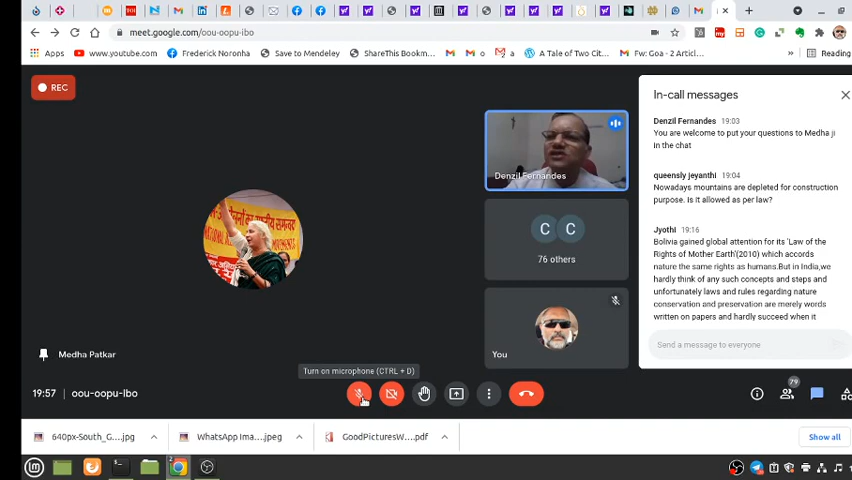 meet.google.com/oou-oopu-ibo
Apps
www.youtube.com
Frederick Noronha
Save to Mendeley
ShareThis Bookm...
A Tale of Two Cit...
Fw: Goa - 2 Articl...
»
Reading
REC
In-call messages
Denzil Fernandes 19:03
You are welcome to put your questions to Medha ji
in the chat
queensly jeyanthi 19:04
Nowadays mountains are depleted for construction
purpose. Is it allowed as per law?
Jyothi 19:16
Bolivia gained global attention for its 'Law of the
Rights of Mother Earth'(2010) which accords
nature the same rights as humans.But in India,we
hardly think of any such concepts and steps and
unfortunately laws and rules regarding nature
conservation and preservation are merely words
written on papers and hardly succeed when it
Send a message to everyone
Denzil Fernandes
C C
76 others
You
Medha Patkar
Turn on microphone (CTRL + D)
19:57
oou-oopu-ibo
79
640px-South_G....jpg
WhatsApp Ima....jpeg
GoodPicturesW....pdf
Show all